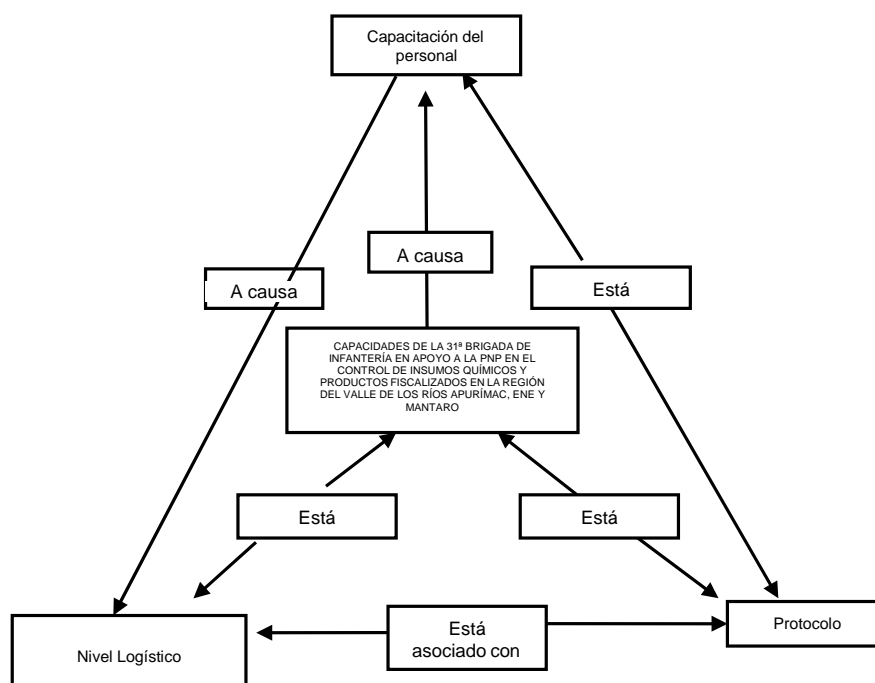 Capacitación del
personal
A causa
A causa
Está
CAPACIDADES DE LA 31ª BRIGADA DE
INFANTERÍA EN APOYO A LA PNP EN EL
CONTROL DE INSUMOS QUÍMICOS Y
PRODUCTOS FISCALIZADOS EN LA REGIÓN
DEL VALLE DE LOS RÍOS APURÍMAC, ENE Y
MANTARO
Está
Está
Nivel Logístico
Está
asociado con
Protocolo